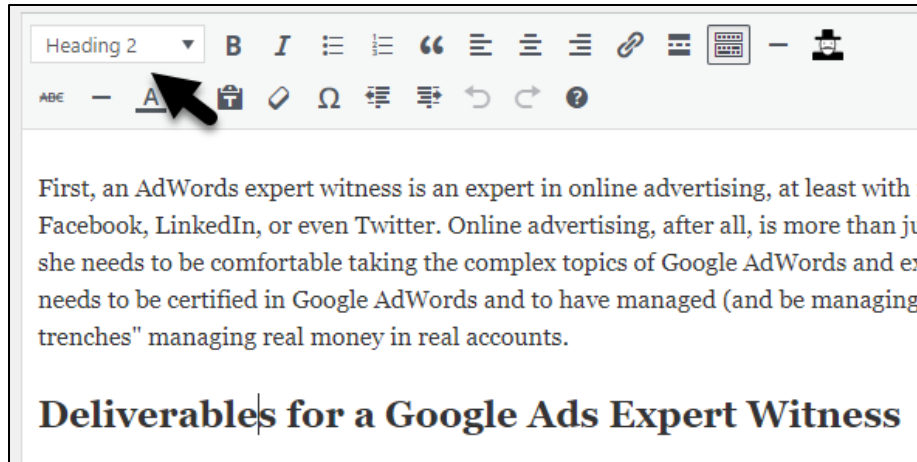 Heading 2
B I
ABC A T Ω ?
First, an AdWords expert witness is an expert in online advertising, at least with
Facebook, LinkedIn, or even Twitter. Online advertising, after all, is more than
she needs to be comfortable taking the complex topics of Google AdWords and
needs to be certified in Google AdWords and to have managed (and be managing
trenches" managing real money in real accounts.
Deliverables for a Google Ads Expert Witness